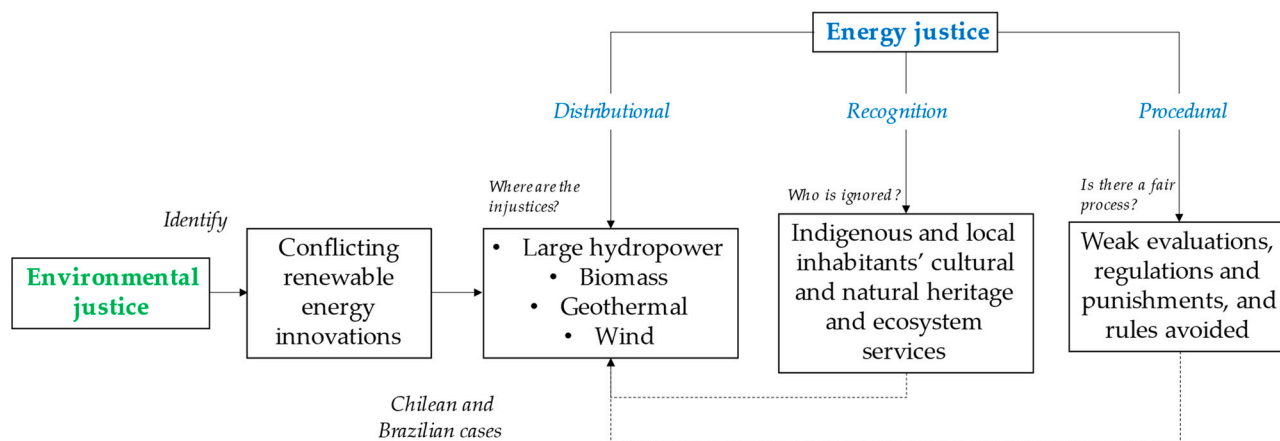 Energy justice
Distributional
Recognition
Procedural
Where are the
injustices?
Who is ignored?
Is there a fair
process?
Identify
Environmental
justice
Conflicting
renewable
energy
innovations
• Large hydropower
• Biomass
• Geothermal
• Wind
Indigenous and local
inhabitants’ cultural
and natural heritage
and ecosystem
services
Weak evaluations,
regulations and
punishments, and
rules avoided
Chilean and
Brazilian cases